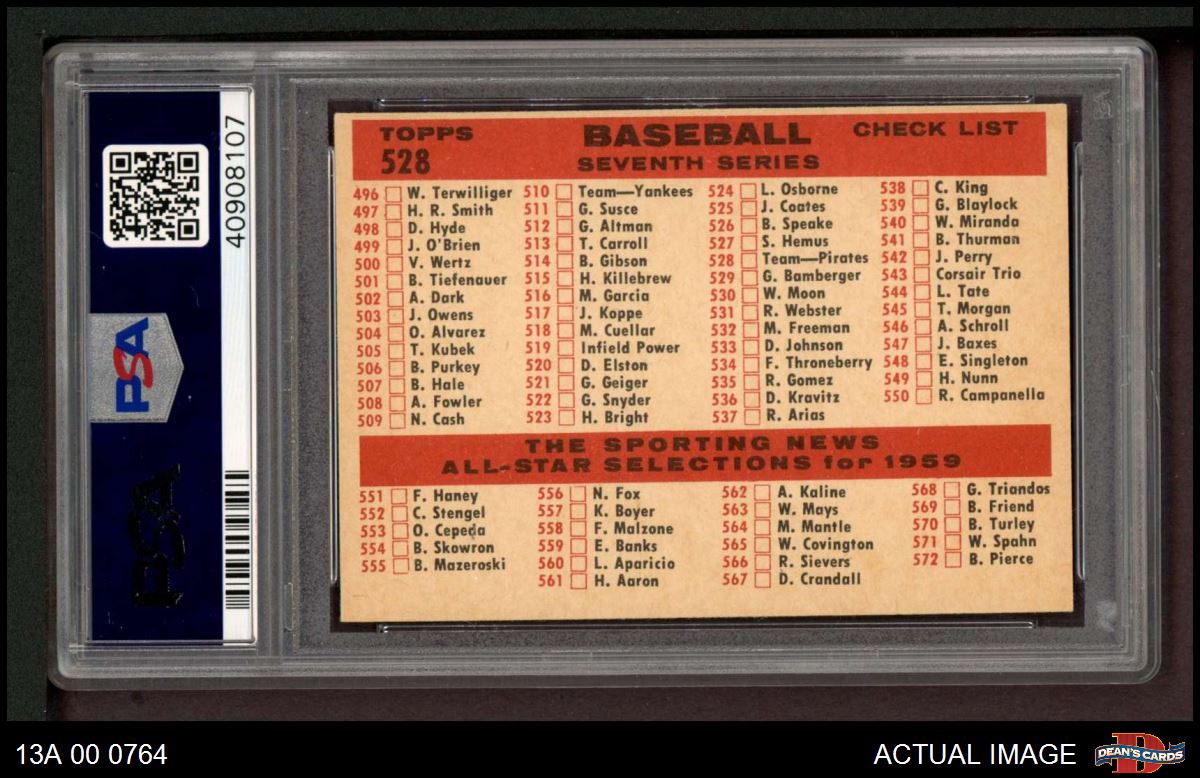 PSA
PSA
40908107
TOPPS BASEBALL CHECK LIST
528 SEVENTH SERIES
496 W. Terwilliger
497 H. R. Smith
498 D. Hyde
499 J. O'Brien
500 V. Wertz
501 B. Tiefenauer
502 A. Dark
503 J. Owens
504 O. Alvarez
505 T. Kubek
506 B. Purkey
507 B. Hale
508 A. Fowler
509 N. Cash
510 Team—Yankees
511 G. Susce
512 G. Altman
513 T. Carroll
514 B. Gibson
515 H. Killebrew
516 M. Garcia
517 J. Koppe
518 M. Cuellar
519 Infield Power
520 D. Elston
521 G. Geiger
522 G. Snyder
523 H. Bright
524 L. Osborne
525 J. Coates
526 B. Speake
527 S. Hemus
528 Team—Pirates
529 G. Bamberger
530 W. Moon
531 R. Webster
532 M. Freeman
533 D. Johnson
534 F. Throneberry
535 R. Gomez
536 D. Kravitz
537 R. Arias
538 C. King
539 G. Blaylock
540 W. Miranda
541 B. Thurman
542 J. Perry
543 Corsair Trio
544 L. Tate
545 T. Morgan
546 A. Schroll
547 J. Baxes
548 E. Singleton
549 H. Nunn
550 R. Campanella
THE SPORTING NEWS
ALL-STAR SELECTIONS for 1959
551 F. Haney
552 C. Stengel
553 O. Cepeda
554 B. Skowron
555 B. Mazeroski
556 N. Fox
557 K. Boyer
558 F. Malzone
559 E. Banks
560 L. Aparicio
561 H. Aaron
562 A. Kaline
563 W. Mays
564 M. Mantle
565 W. Covington
566 R. Sievers
567 D. Crandall
568 G. Triandos
569 B. Friend
570 B. Turley
571 W. Spahn
572 B. Pierce
13A 00 0764
ACTUAL IMAGE
D
DEAN'S CARDS